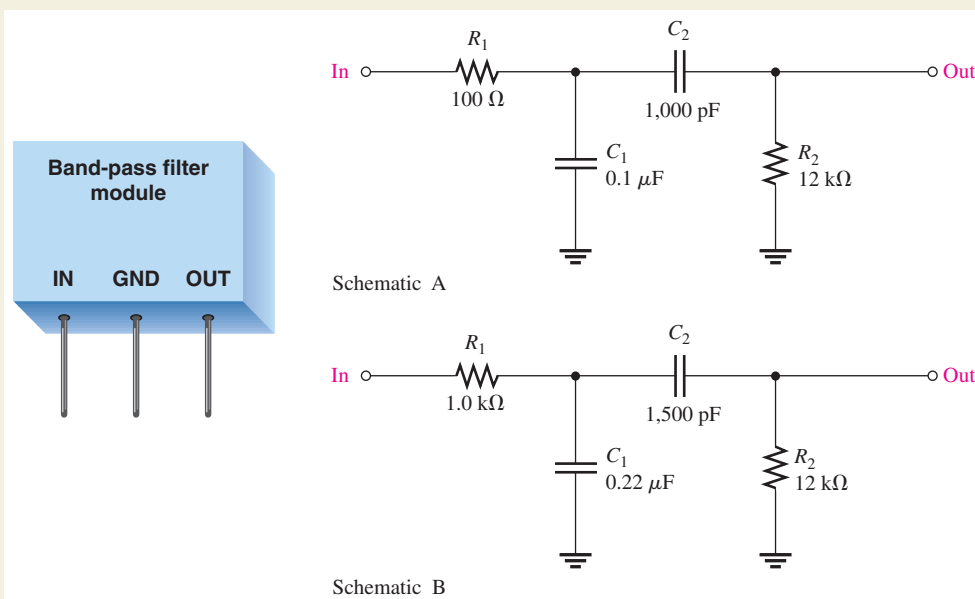 Band-pass filter
module
IN GND OUT
In
R1
100 Ω
C2
1,000 pF
Out
C1
0.1 μF
R2
12 kΩ
Schematic A
In
R1
1.0 kΩ
C2
1,500 pF
Out
C1
0.22 μF
R2
12 kΩ
Schematic B